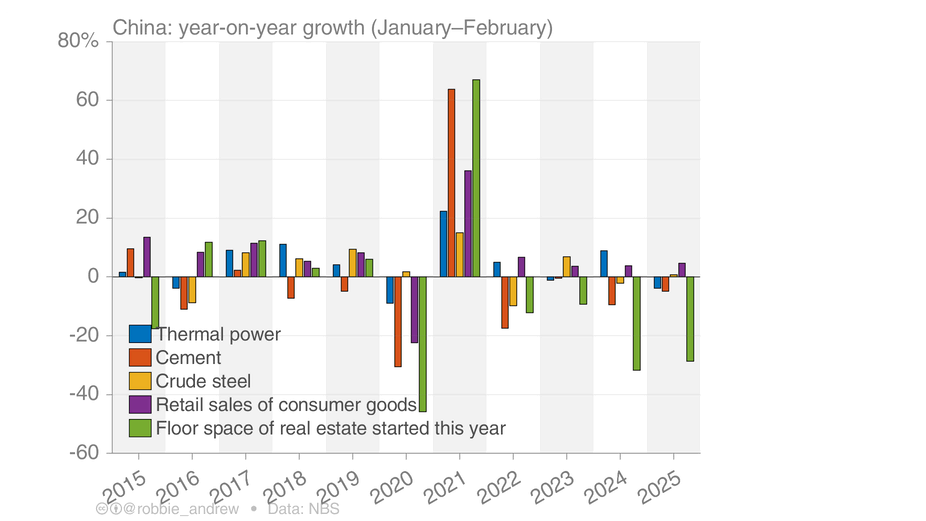 China: year-on-year growth (January–February)
80%
60
40
20
0
-20
-40
-60
Thermal power
Cement
Crude steel
Retail sales of consumer goods
Floor space of real estate started this year
2015 2016 2017 2018 2019 2020 2021 2022 2023 2024 2025
@robbie_andrew • Data: NBS